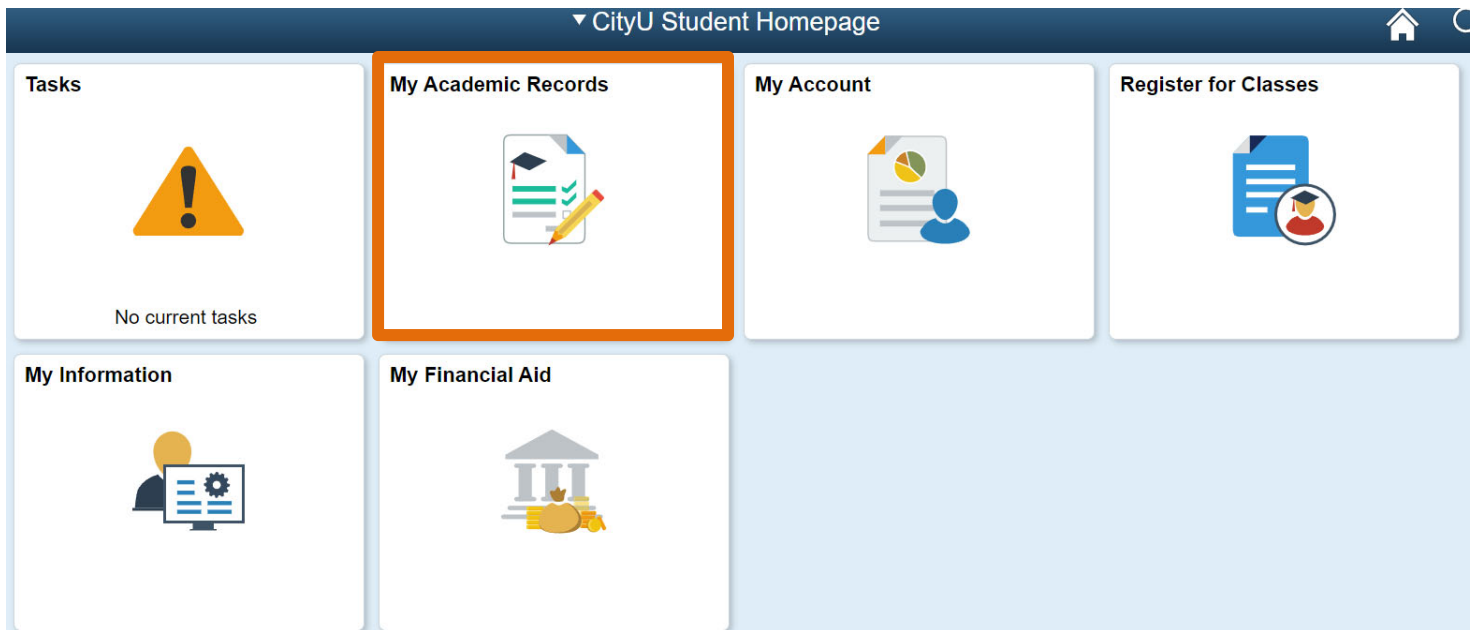 CityU Student Homepage
Tasks
My Academic Records
My Account
Register for Classes
No current tasks
My Information
My Financial Aid